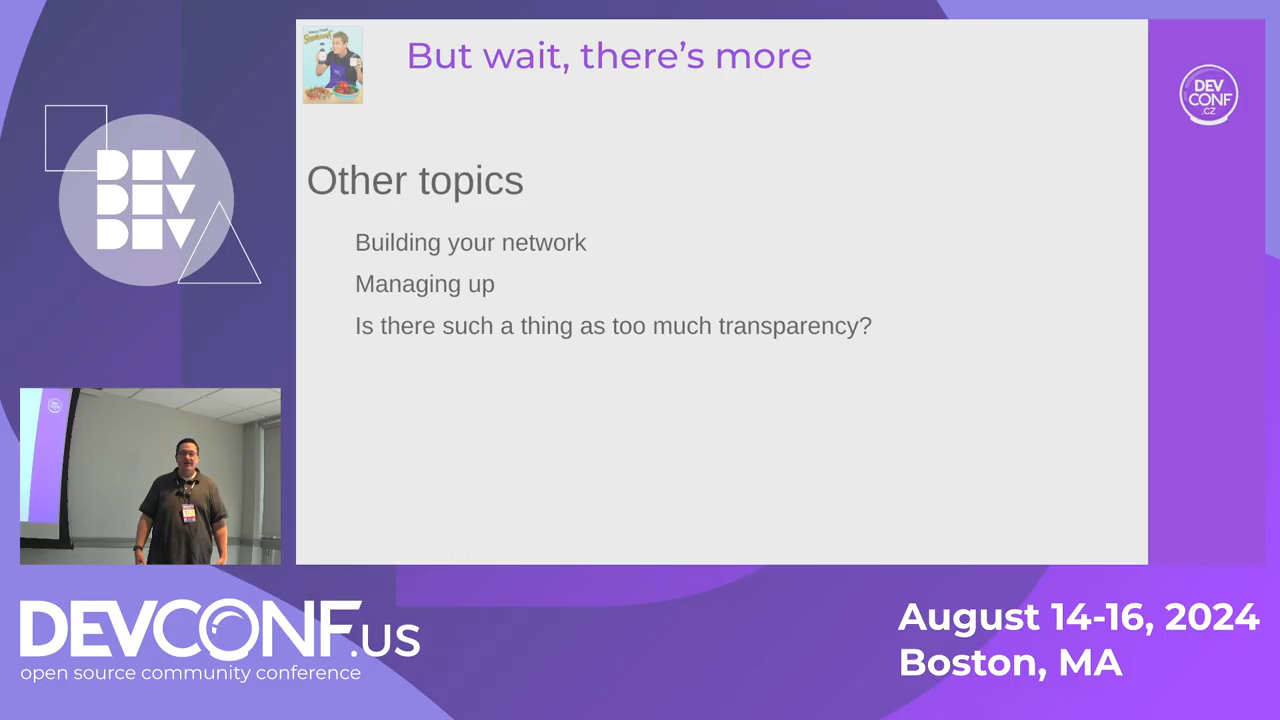 But wait, there's more
DEV
CONF
.CZ
DEV
DEV
DEV
Other topics
Building your network
Managing up
Is there such a thing as too much transparency?
DEVCONF.US
open source community conference
August 14-16, 2024
Boston, MA